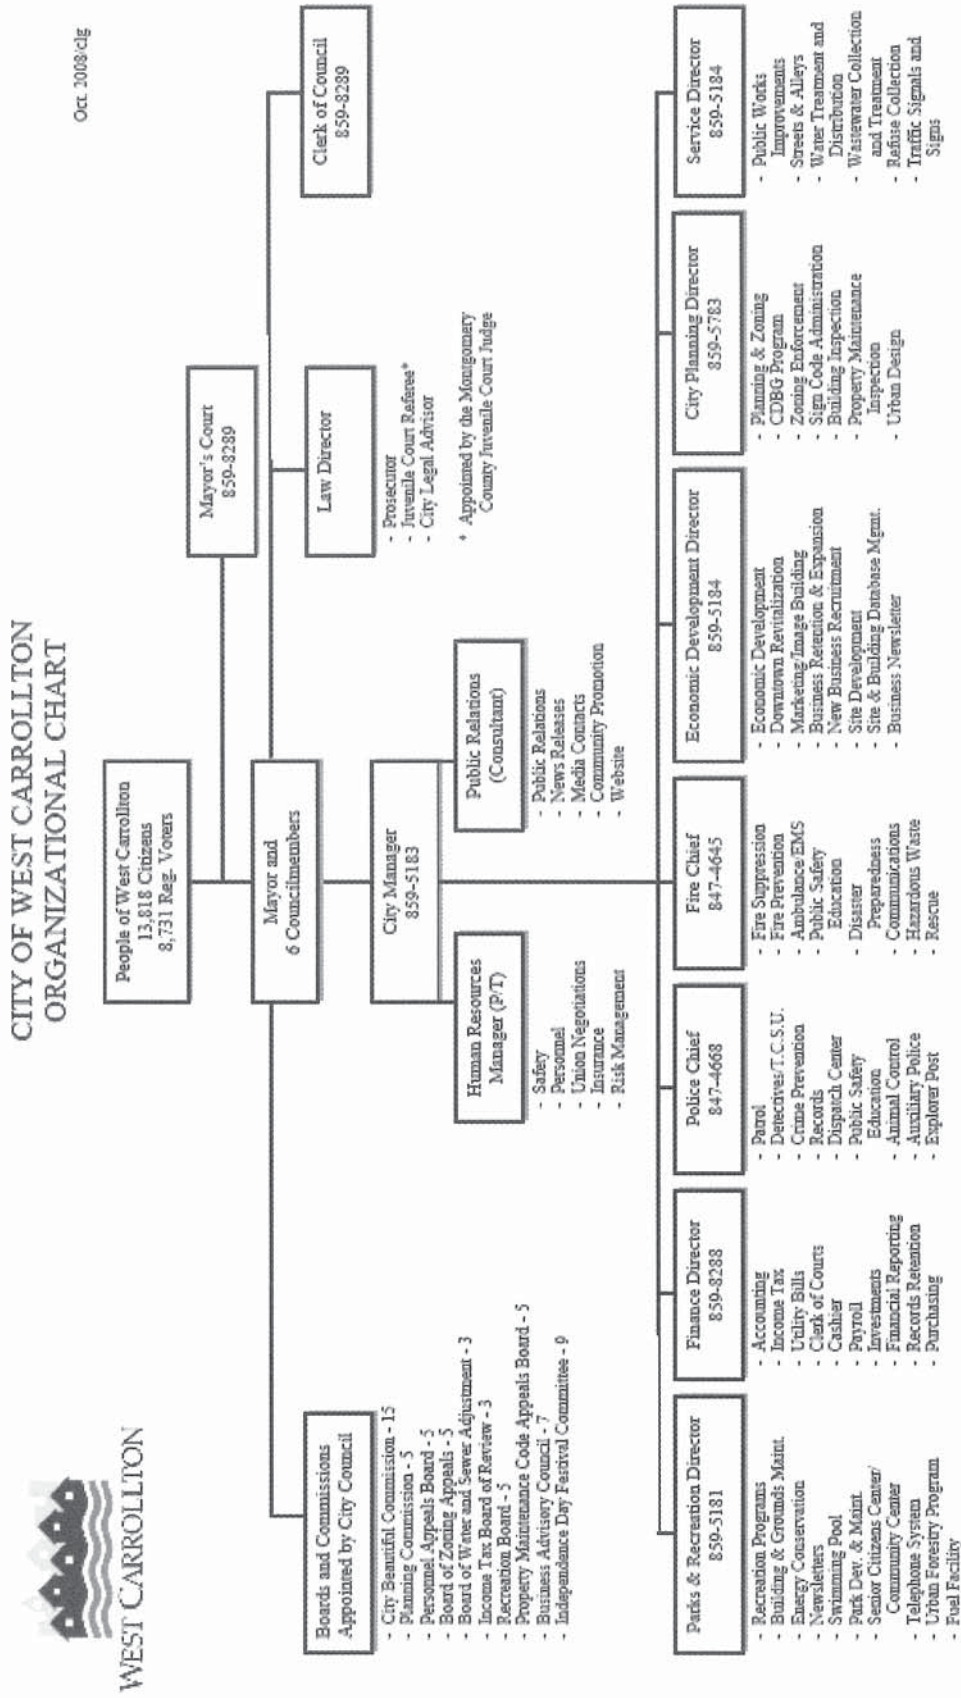 CITY OF WEST CARROLLTON
ORGANIZATIONAL CHART
Oct. 2008/clg
WEST CARROLLTON
People of West Carrollton
13,818 Citizens
8,731 Reg. Voters
Mayor's Court
859-8289
Mayor and
6 Councilmembers
Boards and Commissions
Appointed by City Council
- City Beautiful Commission - 15
- Planning Commission - 5
- Personnel Appeals Board - 5
- Board of Zoning Appeals - 5
- Board of Water and Sewer Adjustment - 3
- Income Tax Board of Review - 3
- Recreation Board - 5
- Property Maintenance Code Appeals Board - 5
- Business Advisory Council - 7
- Independence Day Festival Committee - 9
Law Director
- Prosecutor
- Juvenile Court Referee*
- City Legal Advisor
* Appointed by the Montgomery
County Juvenile Court Judge
Clerk of Council
859-8289
City Manager
859-5183
Human Resources
Manager (P/T)
- Safety
- Personnel
- Union Negotiations
- Insurance
- Risk Management
Public Relations
(Consultant)
- Public Relations
- News Releases
- Media Contacts
- Community Promotion
- Website
Parks & Recreation Director
859-5181
- Recreation Programs
- Building & Grounds Maint.
- Energy Conservation
- Newsletters
- Swimming Pool
- Park Dev. & Maint.
- Senior Citizens Center/
Community Center
- Telephone System
- Urban Forestry Program
- Fuel Facility
Finance Director
859-8288
- Accounting
- Income Tax
- Utility Bills
- Clerk of Courts
- Cashier
- Payroll
- Investments
- Financial Reporting
- Records Retention
- Purchasing
Police Chief
847-4668
- Patrol
- Detectives/T.C.S.U.
- Crime Prevention
- Records
- Dispatch Center
- Public Safety
Education
- Animal Control
- Auxiliary Police
- Explorer Post
Fire Chief
847-4645
- Fire Suppression
- Fire Prevention
- Ambulance/EMS
- Public Safety
Education
- Disaster
Preparedness
- Communications
- Hazardous Waste
- Rescue
Economic Development Director
859-5184
- Economic Development
- Downtown Revitalization
- Marketing/Image Building
- Business Retention & Expansion
- New Business Recruitment
- Site Development
- Site & Building Database Mgmt.
- Business Newsletter
City Planning Director
859-5783
- Planning & Zoning
- CDBG Program
- Zoning Enforcement
- Sign Code Administration
- Building Inspection
- Property Maintenance
Inspection
- Urban Design
Service Director
859-5184
- Public Works
Improvements
- Streets & Alleys
- Water Treatment and
Distribution
- Wastewater Collection
and Treatment
- Refuse Collection
- Traffic Signals and
Signs